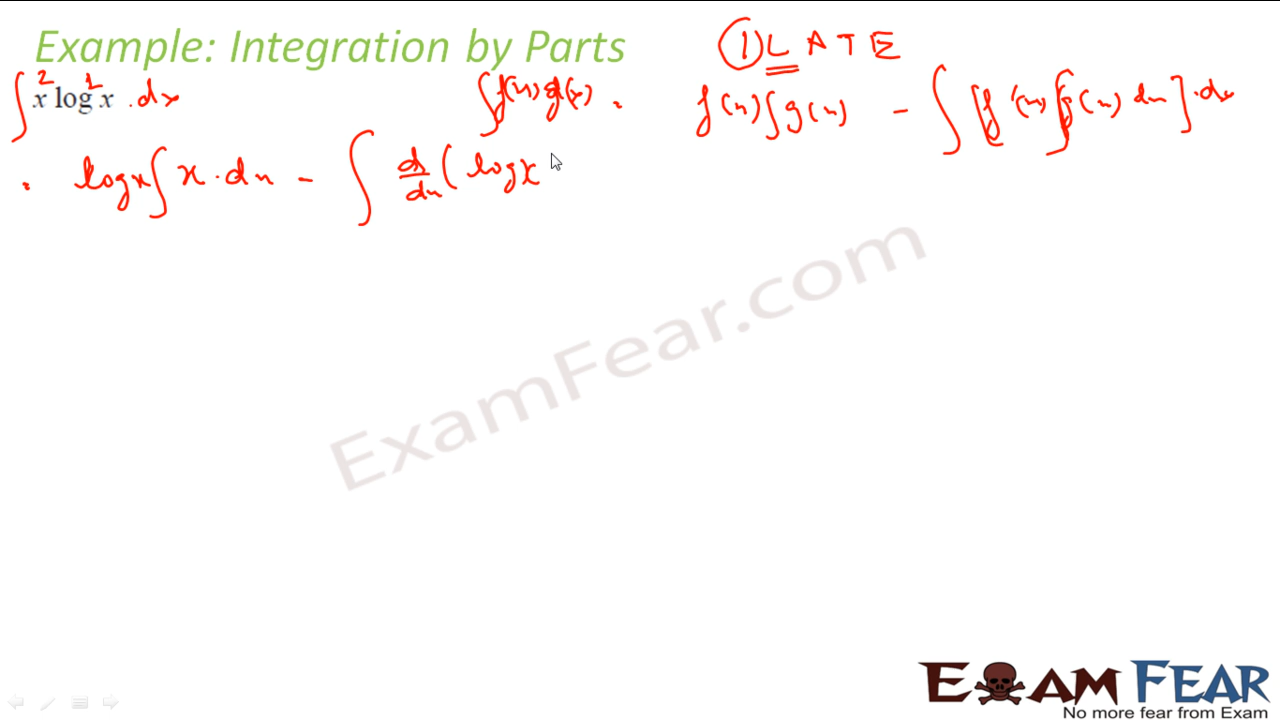 Example: Integration by Parts
① L A T E
∫ x² log x . dx
∫f(x) g(x) = f(x) ∫g(x) - ∫[f'(x) ∫g(x) dx] . dx
= log x ∫ x . dx - ∫ d/dx ( log x
ExamFear.com
EXAM FEAR
No more fear from Exam